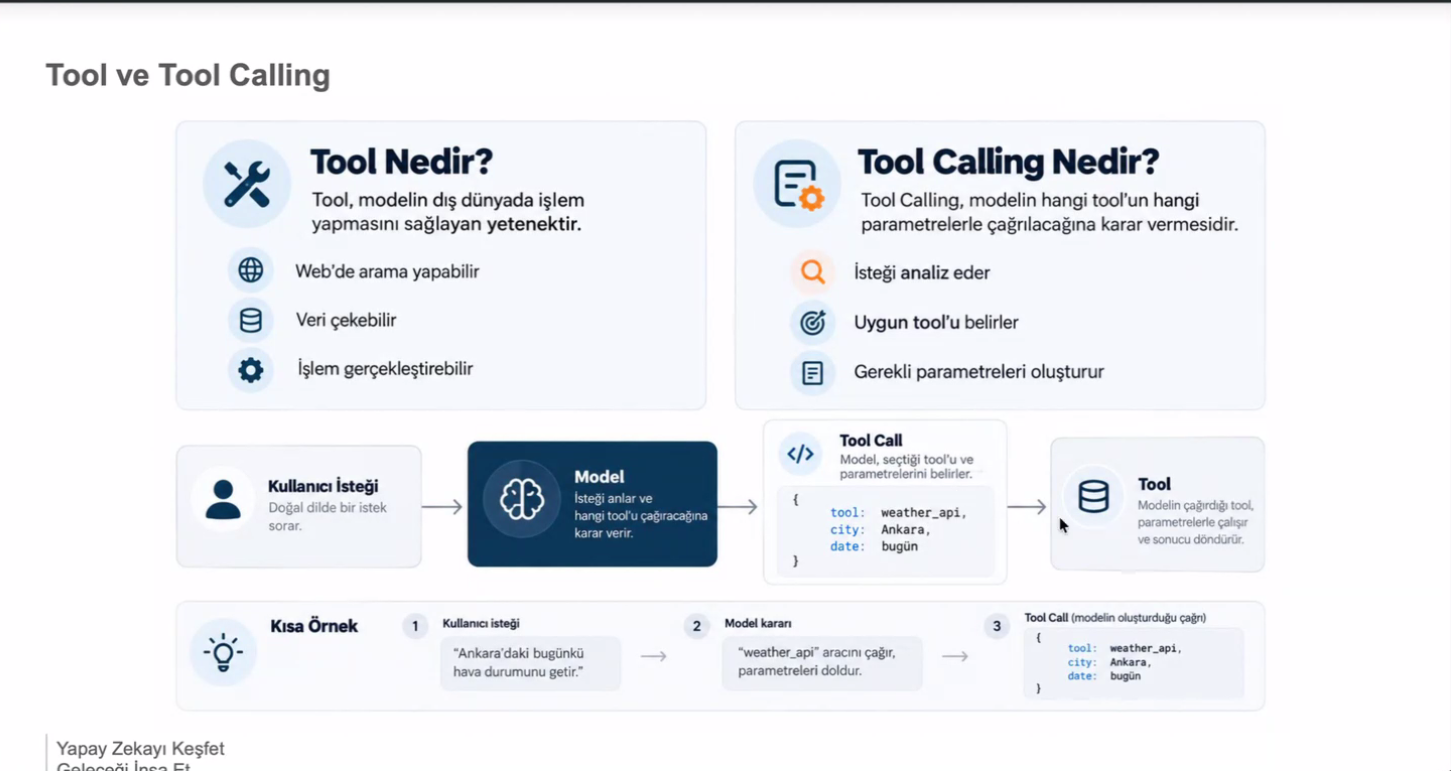 Tool ve Tool Calling
Tool Nedir?
Tool, modelin dış dünyada işlem
yapmasını sağlayan yetenektir.
Web'de arama yapabilir
Veri çekebilir
İşlem gerçekleştirebilir
Tool Calling Nedir?
Tool Calling, modelin hangi tool'un hangi
parametrelerle çağrılacağına karar vermesidir.
İsteği analiz eder
Uygun tool'u belirler
Gerekli parametreleri oluşturur
Kullanıcı İsteği
Doğal dilde bir istek
sorar.
Model
İsteği anlar ve
hangi tool'u çağıracağına
karar verir.
Tool Call
Model, seçtiği tool'u ve
parametrelerini belirler.
{
tool: weather_api,
city: Ankara,
date: bugün
}
Tool
Modelin çağırdığı tool,
parametrelerle çalışır
ve sonucu döndürür.
Kısa Örnek
1
Kullanıcı isteği
"Ankara'daki bugünkü
hava durumunu getir."
2
Model kararı
"weather_api" aracını çağır,
parametreleri doldur.
3
Tool Call (modelin oluşturduğu çağrı)
{
tool: weather_api,
city: Ankara,
date: bugün
}
Yapay Zekayı Keşfet
Geleceği İnşa Et